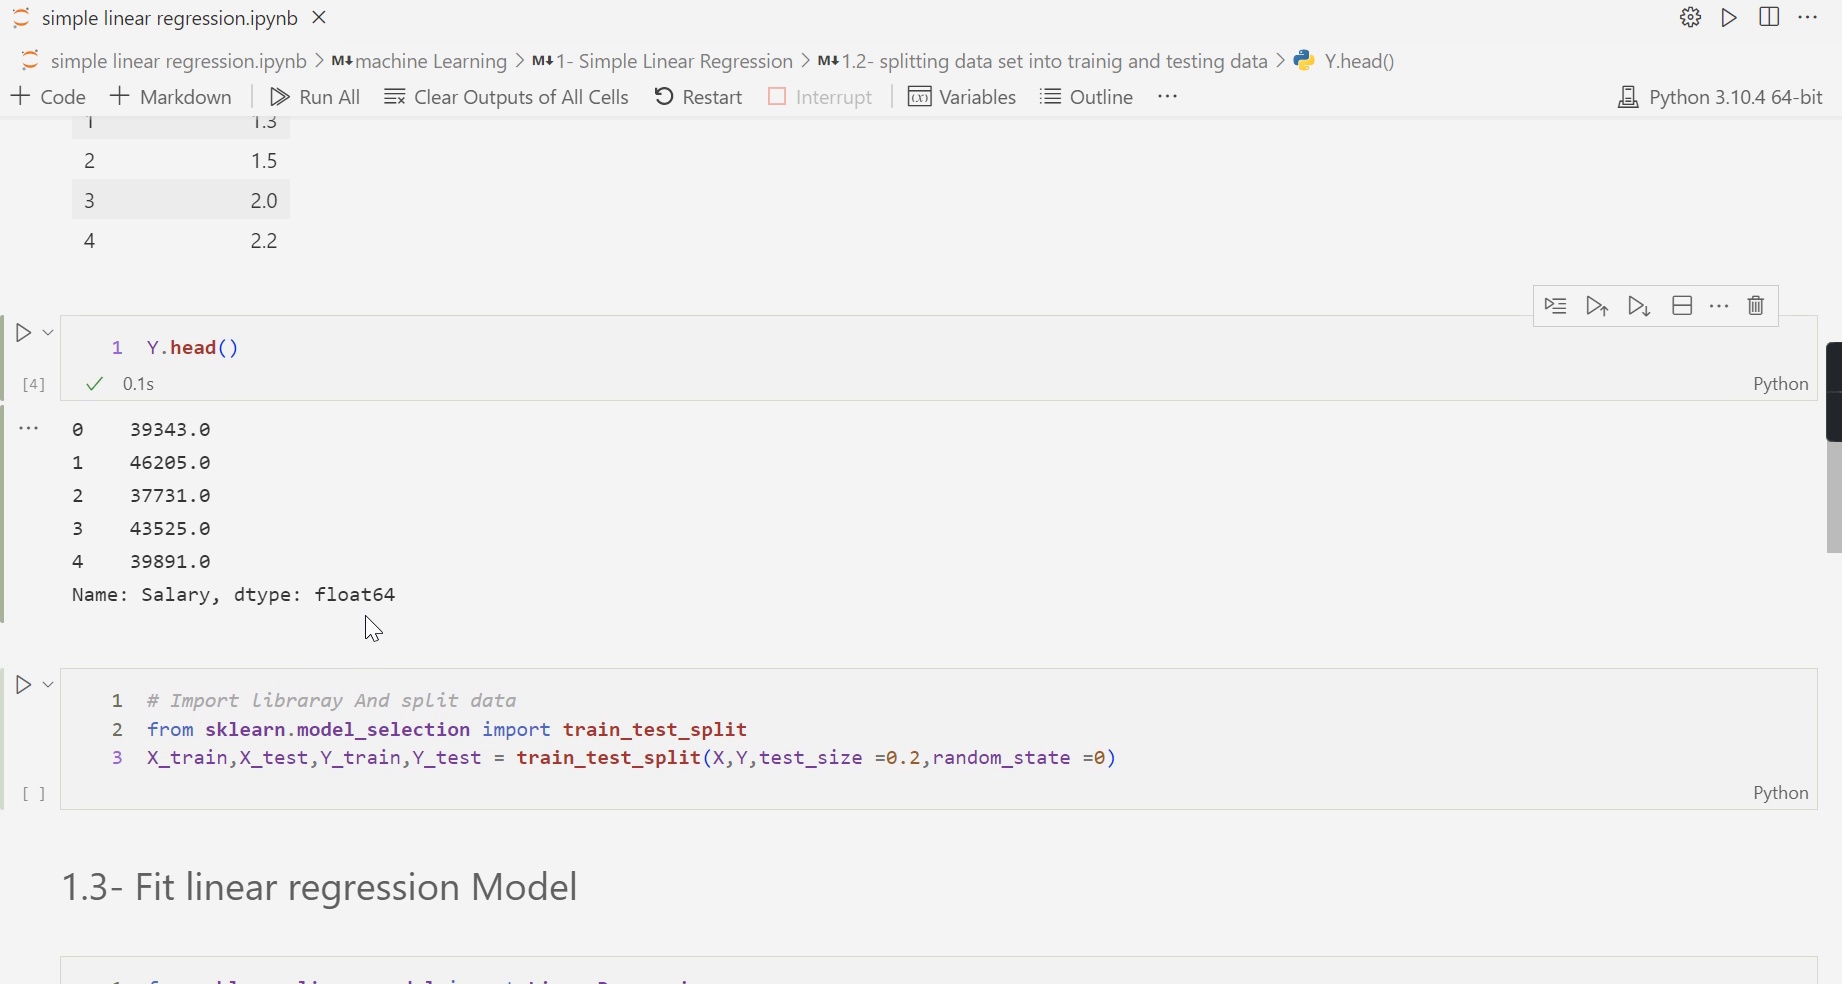 simple linear regression.ipynb
simple linear regression.ipynb > M↓ machine Learning > M↓ 1- Simple Linear Regression > M↓ 1.2- splitting data set into trainig and testing data > Y.head()
+ Code + Markdown Run All Clear Outputs of All Cells Restart Interrupt Variables Outline ··· Python 3.10.4 64-bit
1 1.3
2 1.5
3 2.0
4 2.2
1 Y.head()
[4] 0.1s Python
0 39343.0
1 46205.0
2 37731.0
3 43525.0
4 39891.0
Name: Salary, dtype: float64
1 # Import libraray And split data
2 from sklearn.model_selection import train_test_split
3 X_train,X_test,Y_train,Y_test = train_test_split(X,Y,test_size =0.2,random_state =0)
[ ] Python
1.3- Fit linear regression Model